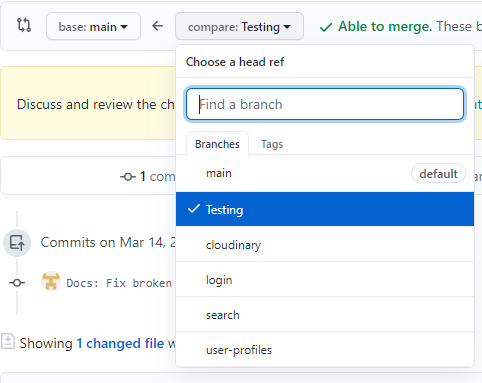 base: main compare: Testing Able to merge. These b
Choose a head ref
Discuss and review the ch
Find a branch
Branches Tags
main default
1 com
Testing
Commits on Mar 14, 2
cloudinary
Docs: Fix broken
login
search
Showing 1 changed file w
user-profiles